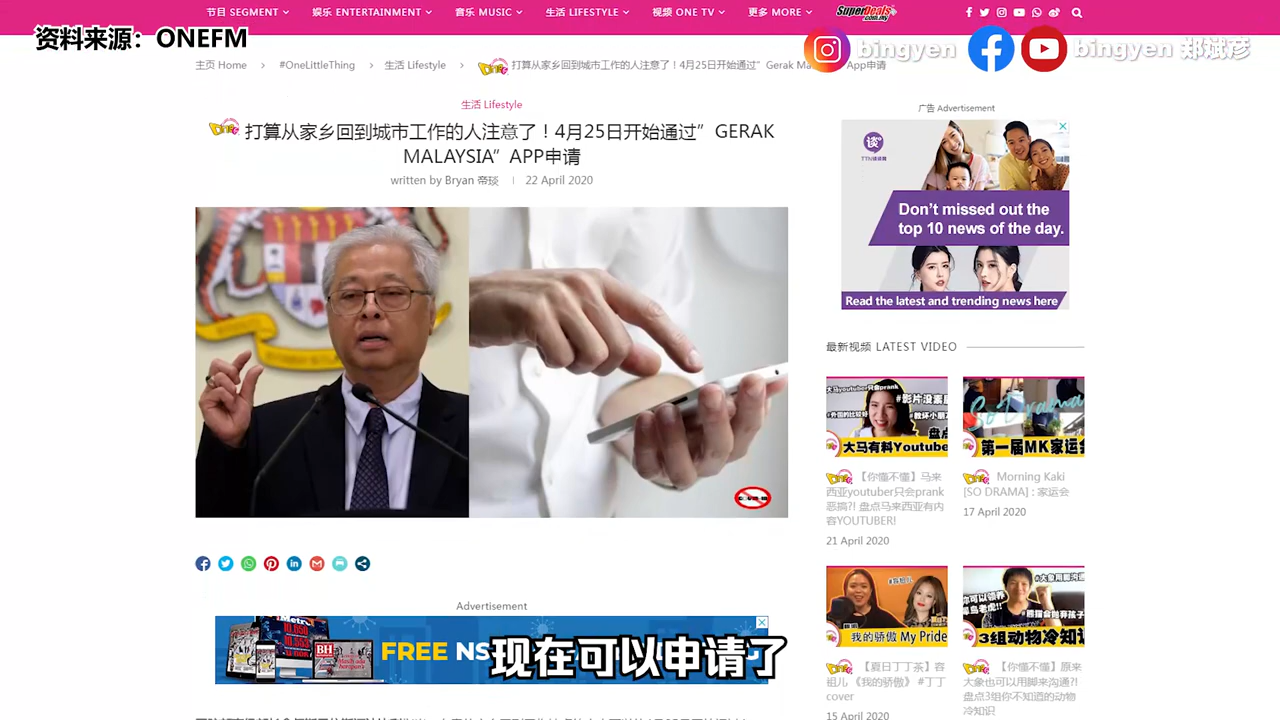 节目 SEGMENT
娱乐 ENTERTAINMENT
音乐 MUSIC
生活 LIFESTYLE
视频 ONE TV
更多 MORE
SuperDeals
.com.my
资料来源：ONEFM
bingyen
bingyen 郑斌彦
主页 Home > #OneLittleThing > 生活 Lifestyle > 打算从家乡回到城市工作的人注意了！4月25日开始通过”Gerak App申请
生活 Lifestyle
打算从家乡回到城市工作的人注意了！4月25日开始通过”GERAK
MALAYSIA”APP申请
written by Bryan 帝琰 | 22 April 2020
Advertisement
FREE
现在可以申请了
广告 Advertisement
Don't missed out the
top 10 news of the day.
Read the latest and trending news here
最新视频 LATEST VIDEO
大马有料Youtube
【你懂不懂】马来
西亚youtuber只会prank
恶搞?! 盘点马来西亚有内
容YOUTUBER!
21 April 2020
So Drama
第一届MK家运会
Morning Kaki
[SO DRAMA] : 家运会
17 April 2020
我的骄傲 My Pride
【夏日丁丁茶】容
祖儿 《我的骄傲》 #丁丁
cover
15 April 2020
#大象用脚沟通
3组动物冷知识
【你懂不懂】原来
大象也可以用脚来沟通?!
盘点3组你不知道的动物
冷知识